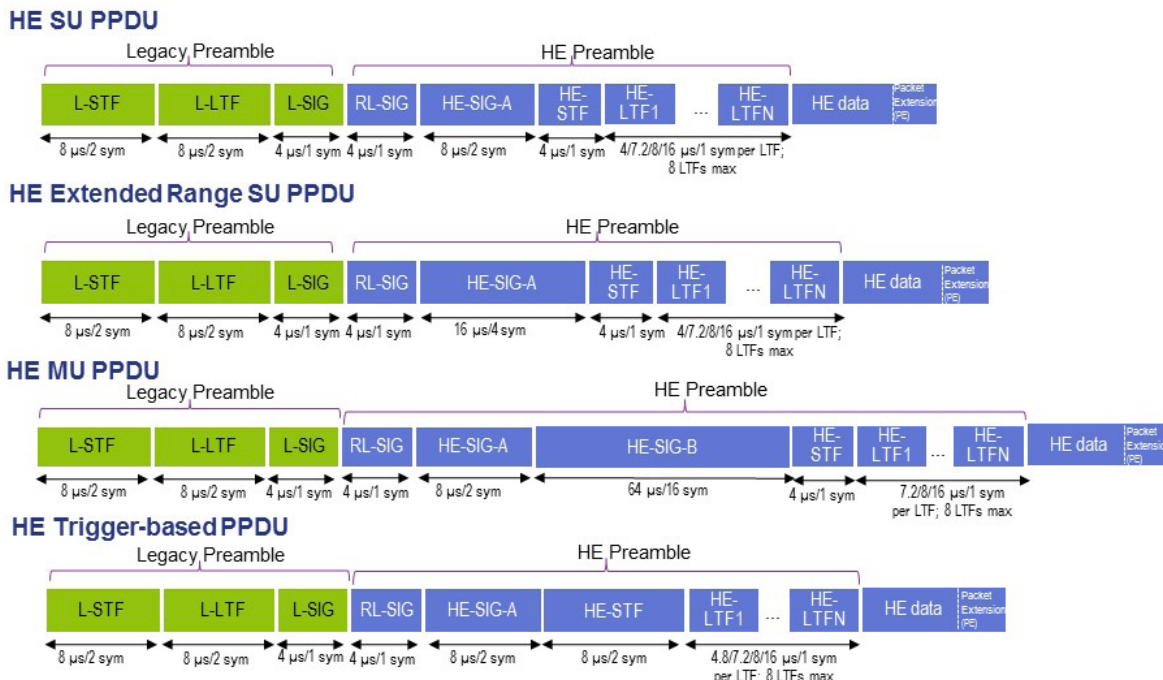 HE SU PPDU
Legacy Preamble
HE Preamble
L-STF
L-LTF
L-SIG
RL-SIG
HE-SIG-A
HE-
STF
HE-
LTF1
...
HE-
LTFN
HE data
Packet
Extension
(PE)
8 µs/2 sym
8 µs/2 sym
4 µs/1 sym
4 µs/1 sym
8 µs/2 sym
4 µs/1 sym
4/7.2/8/16 µs/1 sym
per LTF;
8 LTFs max
HE Extended Range SU PPDU
Legacy Preamble
HE Preamble
L-STF
L-LTF
L-SIG
RL-SIG
HE-SIG-A
HE-
STF
HE-
LTF1
...
HE-
LTFN
HE data
Packet
Extension
(PE)
8 µs/2 sym
8 µs/2 sym
4 µs/1 sym
4 µs/1 sym
16 µs/4 sym
4 µs/1 sym
4/7.2/8/16 µs/1 sym per LTF;
8 LTFs max
HE MU PPDU
Legacy Preamble
HE Preamble
L-STF
L-LTF
L-SIG
RL-SIG
HE-SIG-A
HE-SIG-B
HE-
STF
HE-
LTF1
...
HE-
LTFN
HE data
Packet
Extension
(PE)
8 µs/2 sym
8 µs/2 sym
4 µs/1 sym
4 µs/1 sym
8 µs/2 sym
64 µs/16 sym
4 µs/1 sym
7.2/8/16 µs/1 sym
per LTF; 8 LTFs max
HE Trigger-based PPDU
Legacy Preamble
HE Preamble
L-STF
L-LTF
L-SIG
RL-SIG
HE-SIG-A
HE-STF
HE-
LTF1
...
HE-
LTFN
HE data
Packet
Extension
(PE)
8 µs/2 sym
8 µs/2 sym
4 µs/1 sym
4 µs/1 sym
8 µs/2 sym
8 µs/2 sym
4.8/7.2/8/16 µs/1 sym
per LTF; 8 LTFs max